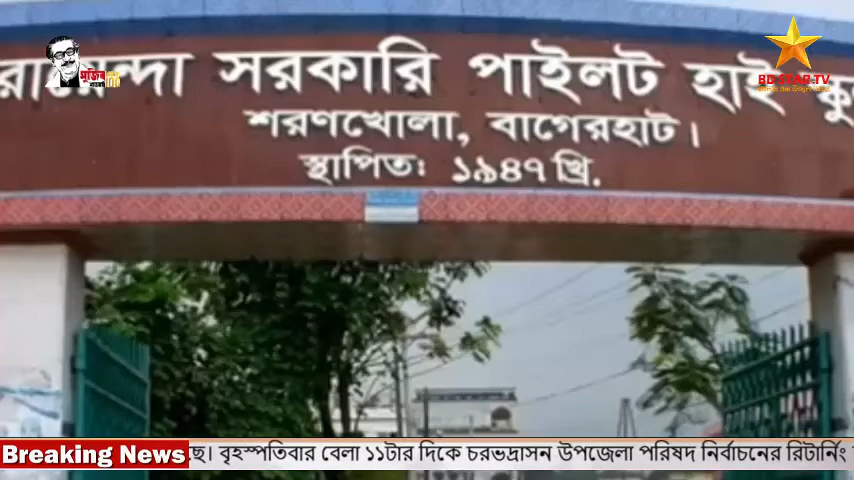 সরকারি পাইলট হাই
শরণখোলা, বাগেরহাট।
স্থাপিত: ১৯৪৭ খ্রি.
BD STAR TV
Breaking News
ছে। বৃহস্পতিবার বেলা ১১টার দিকে চরভদ্রাসন উপজেলা পরিষদ নির্বাচনের রিটার্নিং